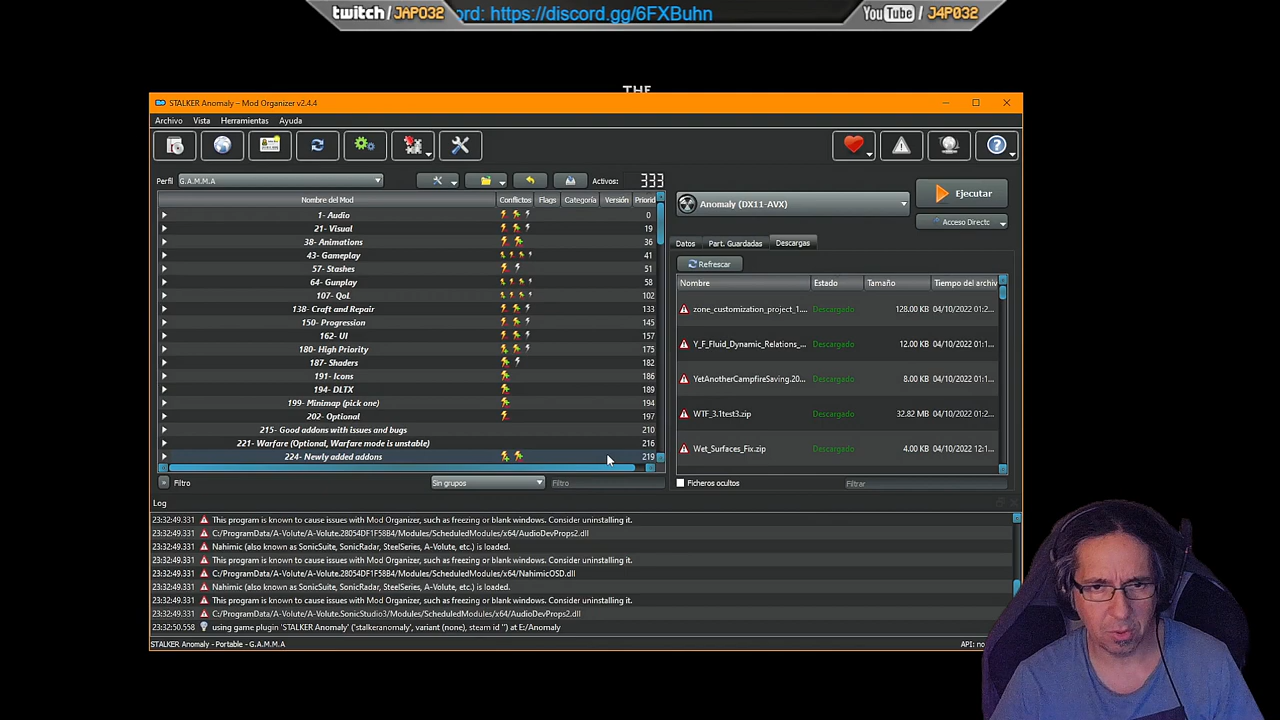 twitch / JAPO32
ord: https://discord.gg/6FXBuhn
You Tube / J4P032
THE
STALKER Anomaly – Mod Organizer v2.4.4
Archivo Vista Herramientas Ayuda
Perfil G.A.M.M.A Activos: 333
Nombre del Mod Conflictos Flags Categoría Versión Priorid
1- Audio 0
21- Visual 19
38- Animations 36
43- Gameplay 41
57- Stashes 51
64- Gunplay 58
107- QoL 102
138- Craft and Repair 133
150- Progression 145
162- UI 157
180- High Priority 175
187- Shaders 182
191- Icons 186
194- DLTX 189
199- Minimap (pick one) 194
202- Optional 197
215- Good addons with issues and bugs 210
221- Warfare (Optional, Warfare mode is unstable) 216
224- Newly added addons 219
» Filtro Sin grupos Filtro
Anomaly (DX11-AVX) Ejecutar
Acceso Directc
Datos Part. Guardadas Descargas
Refrescar
Nombre Estado Tamaño Tiempo del archiv
zone_customization_project_1.... Descargado 128.00 KB 04/10/2022 01:2...
Y_F_Fluid_Dynamic_Relations_... Descargado 12.00 KB 04/10/2022 01:1...
YetAnotherCampfireSaving.20... Descargado 8.00 KB 04/10/2022 01:1...
WTF_3.1test3.zip Descargado 32.82 MB 04/10/2022 01:2...
Wet_Surfaces_Fix.zip Descargado 4.00 KB 04/10/2022 12:1...
Ficheros ocultos Filtrar
Log
23:32:49.331 This program is known to cause issues with Mod Organizer, such as freezing or blank windows. Consider uninstalling it.
23:32:49.331 C:/ProgramData/A-Volute/A-Volute.28054DF1F58B4/Modules/ScheduledModules/x64/AudioDevProps2.dll
23:32:49.331 Nahimic (also known as SonicSuite, SonicRadar, SteelSeries, A-Volute, etc.) is loaded.
23:32:49.331 This program is known to cause issues with Mod Organizer, such as freezing or blank windows. Consider uninstalling it.
23:32:49.331 C:/ProgramData/A-Volute/A-Volute.28054DF1F58B4/Modules/ScheduledModules/x64/NahimicOSD.dll
23:32:49.331 Nahimic (also known as SonicSuite, SonicRadar, SteelSeries, A-Volute, etc.) is loaded.
23:32:49.331 This program is known to cause issues with Mod Organizer, such as freezing or blank windows. Consider uninstalling it.
23:32:49.331 C:/ProgramData/A-Volute/A-Volute.SonicStudio3/Modules/ScheduledModules/x64/AudioDevProps2.dll
23:32:50.558 using game plugin 'STALKER Anomaly' ('stalkeranomaly', variant (none), steam id '') at E:/Anomaly
STALKER Anomaly - Portable - G.A.M.M.A API: no